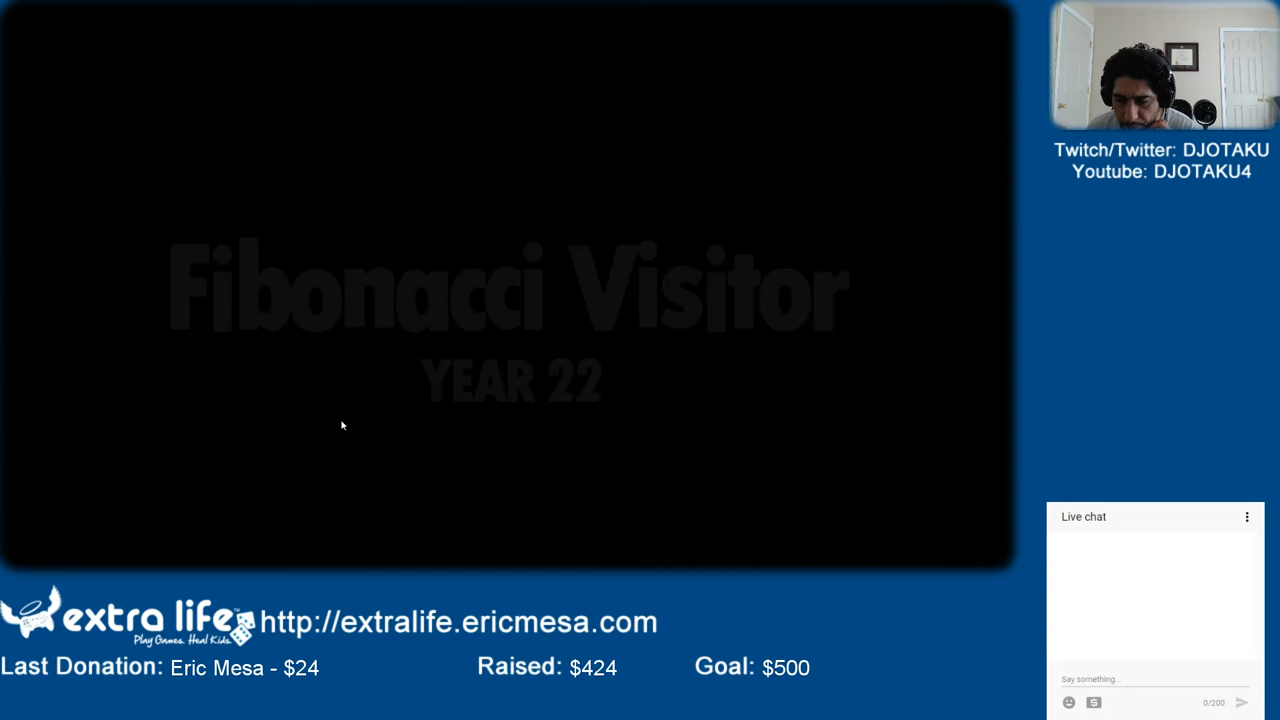 Fibonacci Visitor
YEAR 22
Twitch/Twitter: DJOTAKU
Youtube: DJOTAKU4
Live chat
Say something...
0/200
extra life
Play Games. Heal Kids.
http://extralife.ericmesa.com
Last Donation: Eric Mesa - $24
Raised: $424
Goal: $500